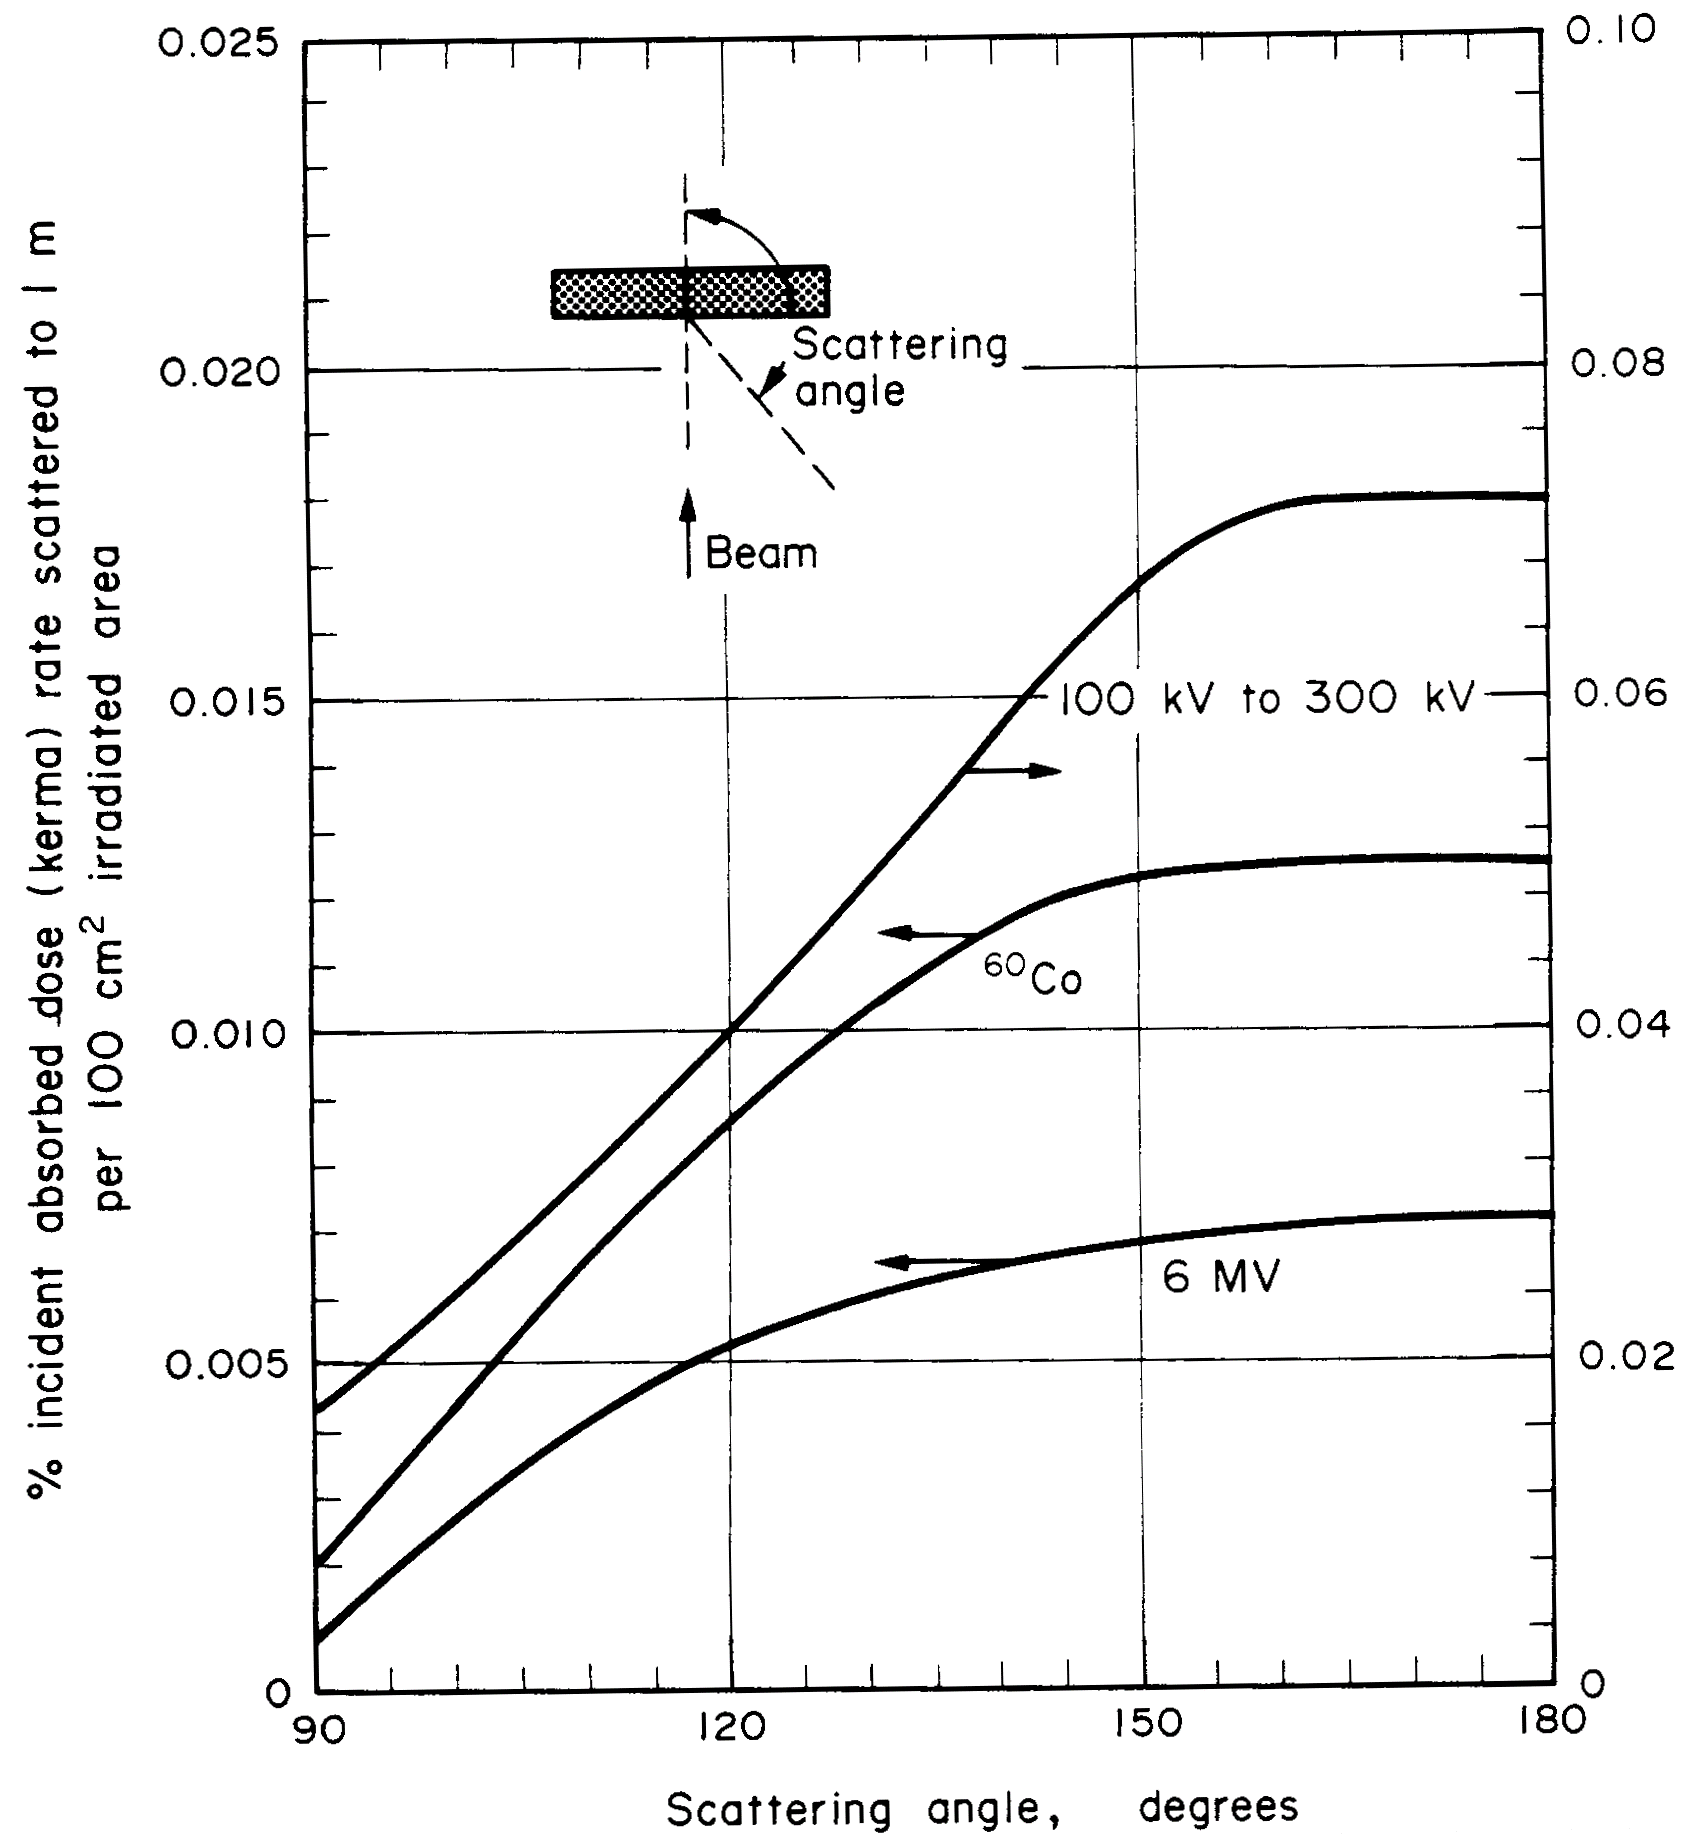 % incident absorbed dose (kerma) rate scattered to 1 m
per 100 cm² irradiated area
0.025
0.020
0.015
0.010
0.005
0
0.10
0.08
0.06
0.04
0.02
0
Scattering
angle
Beam
100 kV to 300 kV
⁶⁰Co
6 MV
90
120
150
180
Scattering angle, degrees